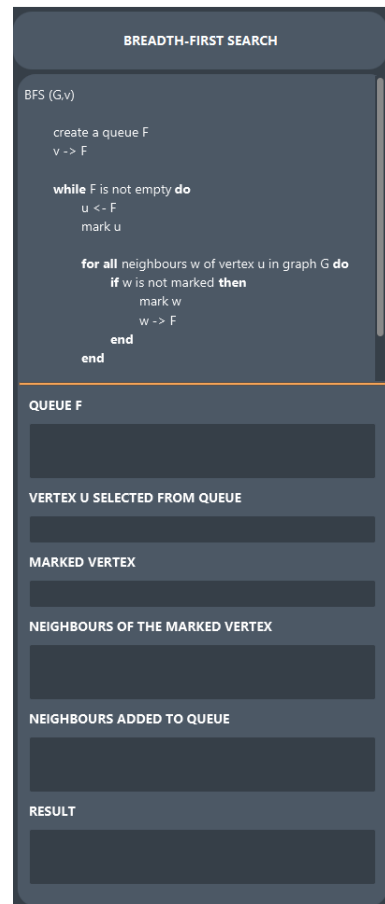 BREADTH-FIRST SEARCH
BFS (G,v)
create a queue F
v -> F
while F is not empty do
u <- F
mark u
for all neighbours w of vertex u in graph G do
if w is not marked then
mark w
w -> F
end
end
QUEUE F
VERTEX U SELECTED FROM QUEUE
MARKED VERTEX
NEIGHBOURS OF THE MARKED VERTEX
NEIGHBOURS ADDED TO QUEUE
RESULT